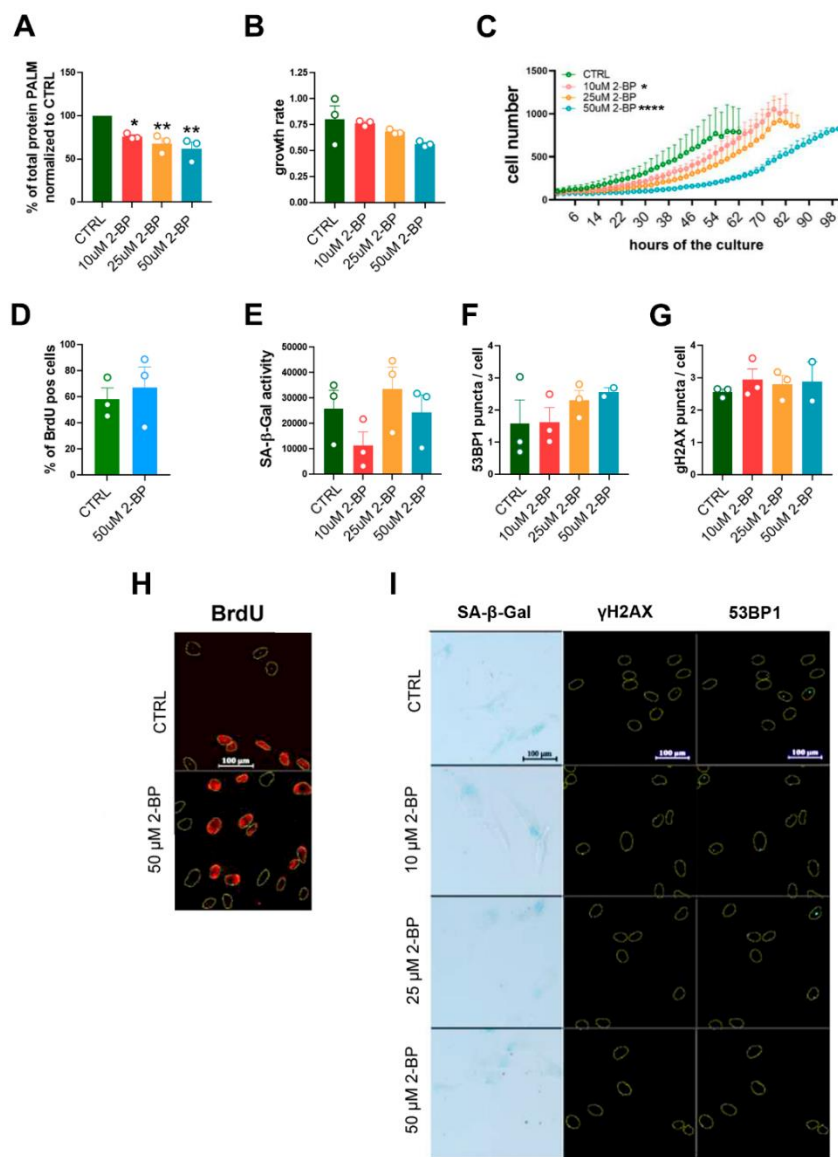 A
% of total protein PALM
normalized to CTRL
150
100
50
0
* ** **
CTRL
10uM 2-BP
25uM 2-BP
50uM 2-BP
B
growth rate
1.25
1.00
0.75
0.50
0.25
0.00
CTRL
10uM 2-BP
25uM 2-BP
50uM 2-BP
C
cell number
1500
1000
500
0
CTRL
10uM 2-BP *
25uM 2-BP
50uM 2-BP ****
6 14 22 30 38 46 54 62 70 82 90 98
hours of the culture
D
% of BrdU pos cells
100
80
60
40
20
0
CTRL
50uM 2-BP
E
SA-β-Gal activity
50000
40000
30000
20000
10000
0
CTRL
10uM 2-BP
25uM 2-BP
50uM 2-BP
F
53BP1 puncta / cell
4
3
2
1
0
CTRL
10uM 2-BP
25uM 2-BP
50uM 2-BP
G
gH2AX puncta / cell
4
3
2
1
0
CTRL
10uM 2-BP
25uM 2-BP
50uM 2-BP
H
BrdU
CTRL
100 µm
50 µM 2-BP
I
SA-β-Gal γH2AX 53BP1
CTRL
100 µm 100 µm 100 µm
10 µM 2-BP
25 µM 2-BP
50 µM 2-BP